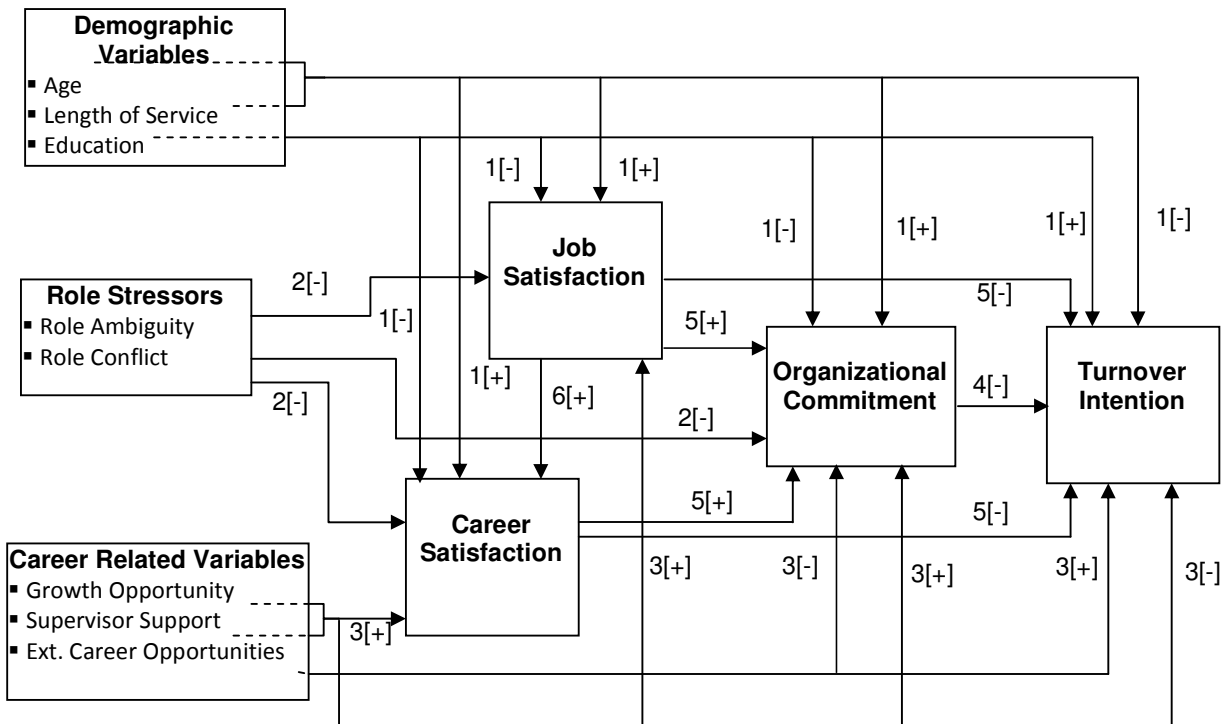 Demographic
Variables
▪ Age
▪ Length of Service
▪ Education
1[-]
1[+]
1[-]
1[+]
1[+]
1[-]
Job
Satisfaction
2[-]
Role Stressors
▪ Role Ambiguity
▪ Role Conflict
1[-]
5[-]
5[+]
1[+]
6[+]
Organizational
Commitment
4[-]
Turnover
Intention
2[-]
2[-]
5[+]
5[-]
Career
Satisfaction
Career Related Variables
▪ Growth Opportunity
▪ Supervisor Support
▪ Ext. Career Opportunities
3[+]
3[+]
3[-]
3[+]
3[+]
3[-]